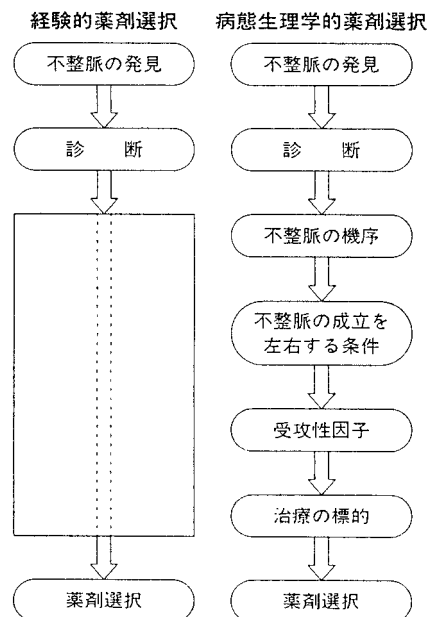 経験的薬剤選択
不整脈の発見
診 断
薬剤選択
病態生理学的薬剤選択
不整脈の発見
診 断
不整脈の機序
不整脈の成立を
左右する条件
受攻性因子
治療の標的
薬剤選択